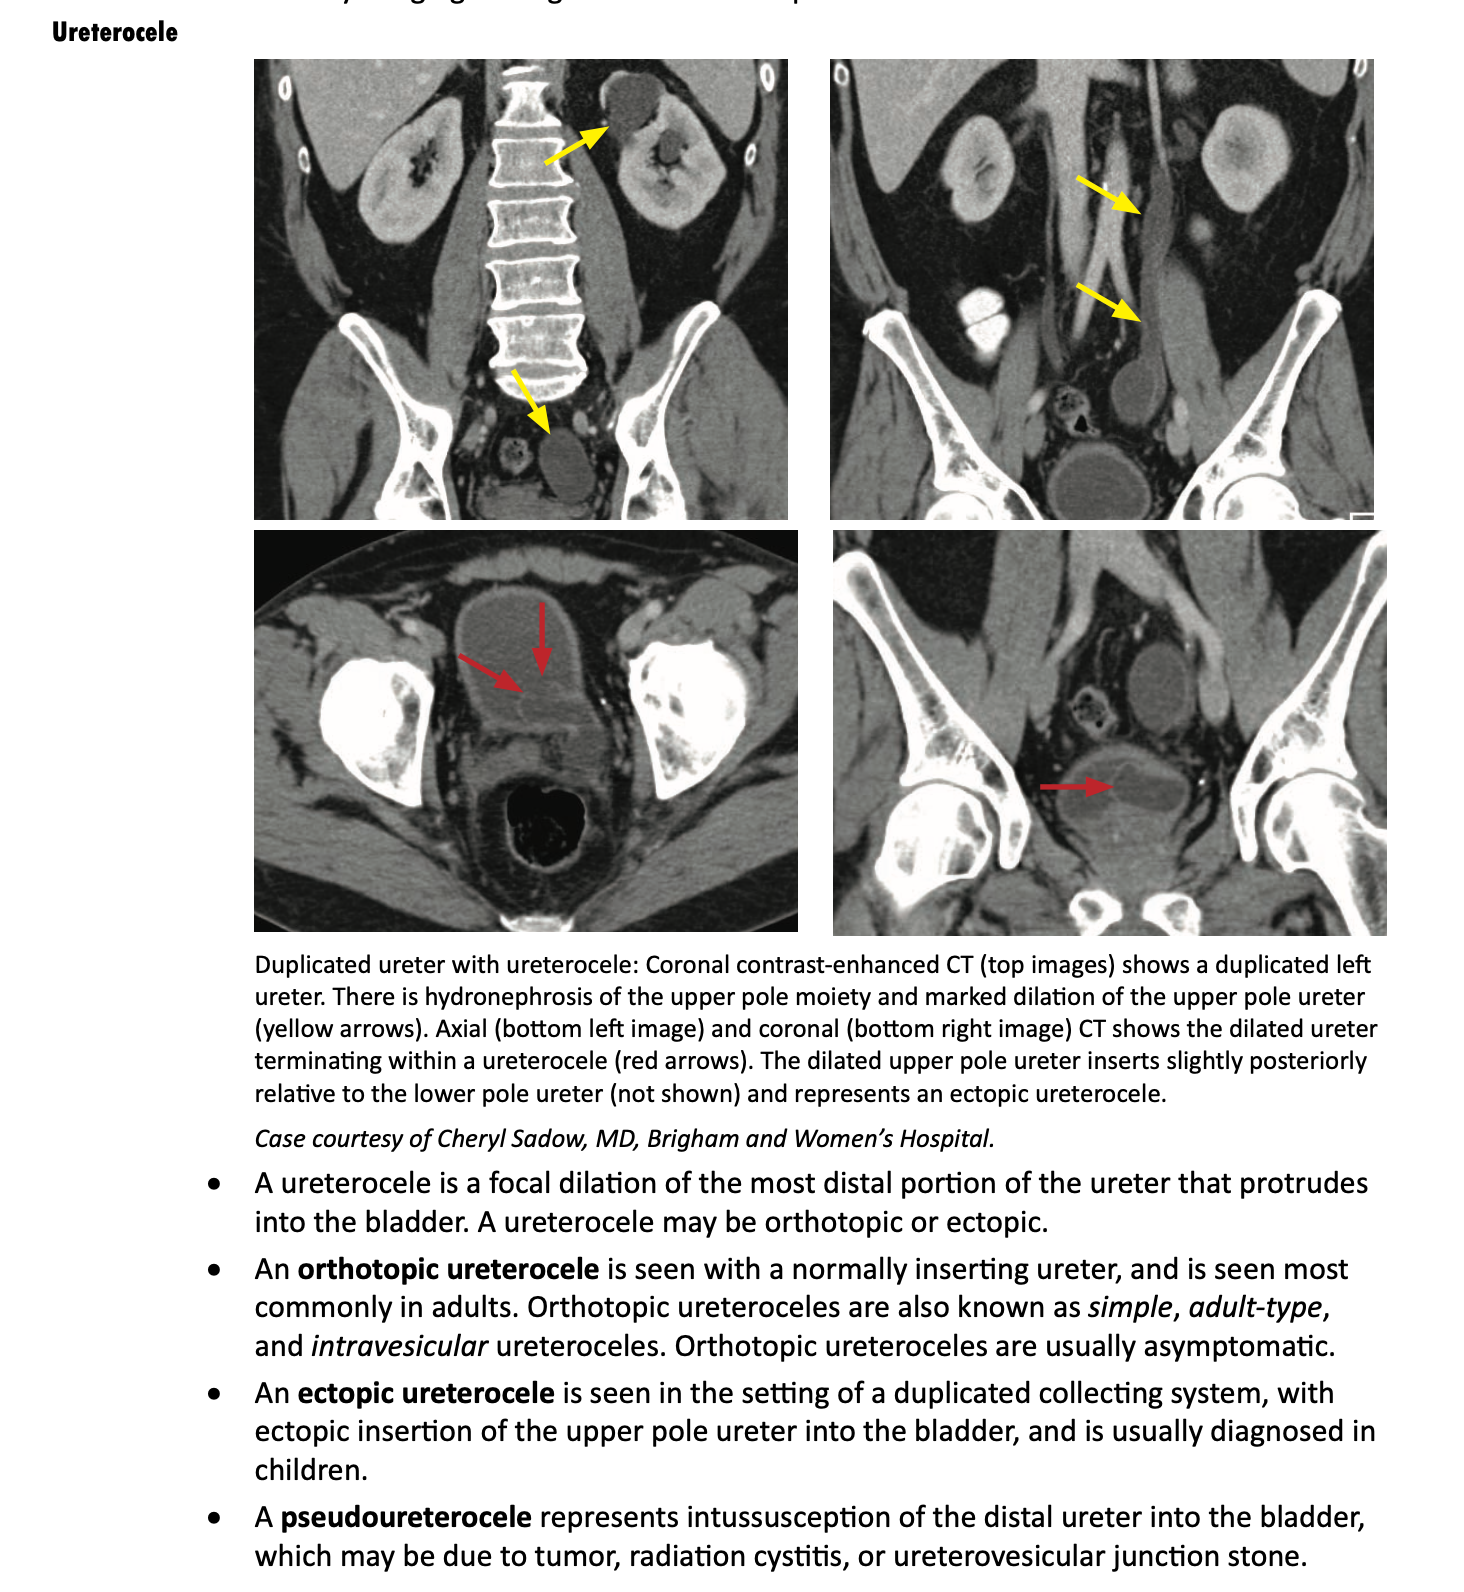 Ureterocele
Duplicated ureter with ureterocele: Coronal contrast-enhanced CT (top images) shows a duplicated left
ureter. There is hydronephrosis of the upper pole moiety and marked dilation of the upper pole ureter
(yellow arrows). Axial (bottom left image) and coronal (bottom right image) CT shows the dilated ureter
terminating within a ureterocele (red arrows). The dilated upper pole ureter inserts slightly posteriorly
relative to the lower pole ureter (not shown) and represents an ectopic ureterocele.
Case courtesy of Cheryl Sadow, MD, Brigham and Women’s Hospital.
• A ureterocele is a focal dilation of the most distal portion of the ureter that protrudes
into the bladder. A ureterocele may be orthotopic or ectopic.
• An orthotopic ureterocele is seen with a normally inserting ureter, and is seen most
commonly in adults. Orthotopic ureteroceles are also known as simple, adult-type,
and intravesicular ureteroceles. Orthotopic ureteroceles are usually asymptomatic.
• An ectopic ureterocele is seen in the setting of a duplicated collecting system, with
ectopic insertion of the upper pole ureter into the bladder, and is usually diagnosed in
children.
• A pseudoureterocele represents intussusception of the distal ureter into the bladder,
which may be due to tumor, radiation cystitis, or ureterovesicular junction stone.